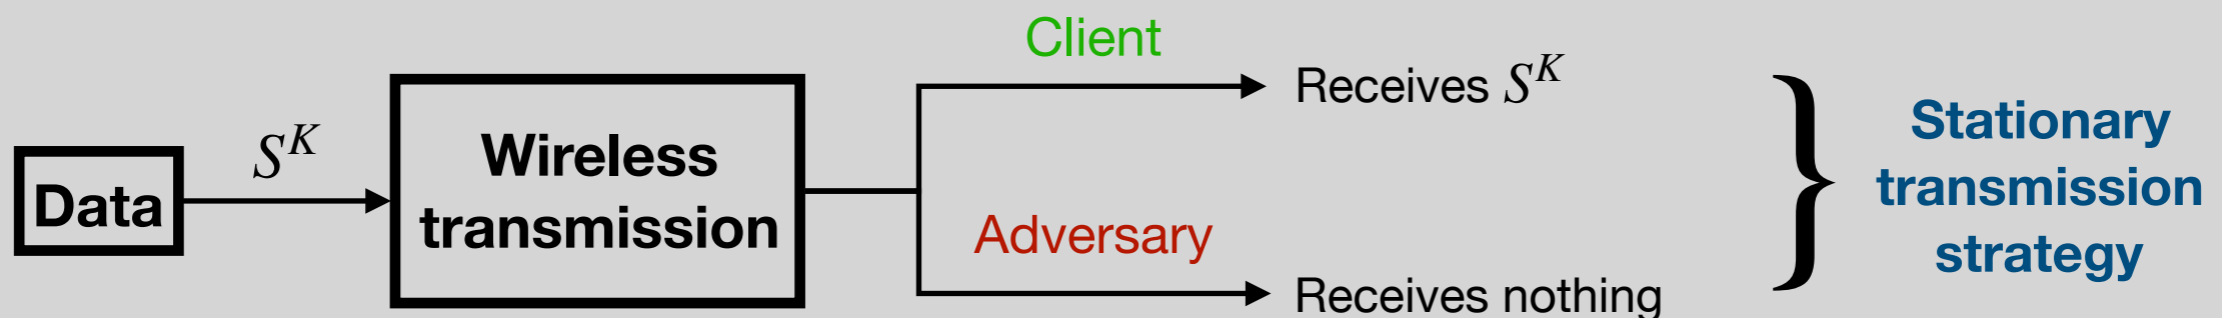 Data
S^K
Wireless
transmission
Client
Receives S^K
Adversary
Receives nothing
Stationary
transmission
strategy